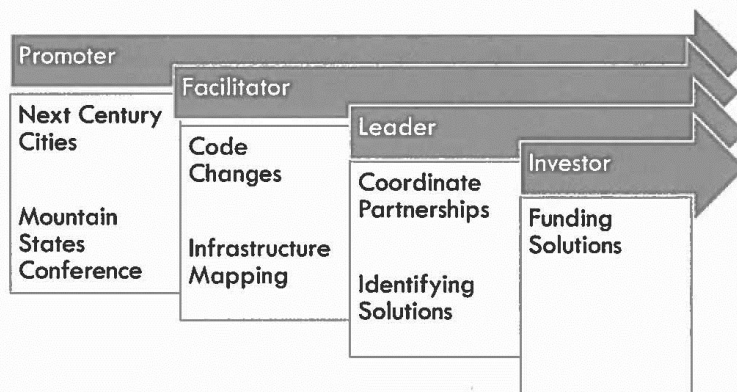 Promoter
Next Century
Cities
Mountain
States
Conference
Facilitator
Code
Changes
Infrastructure
Mapping
Leader
Coordinate
Partnerships
Identifying
Solutions
Investor
Funding
Solutions